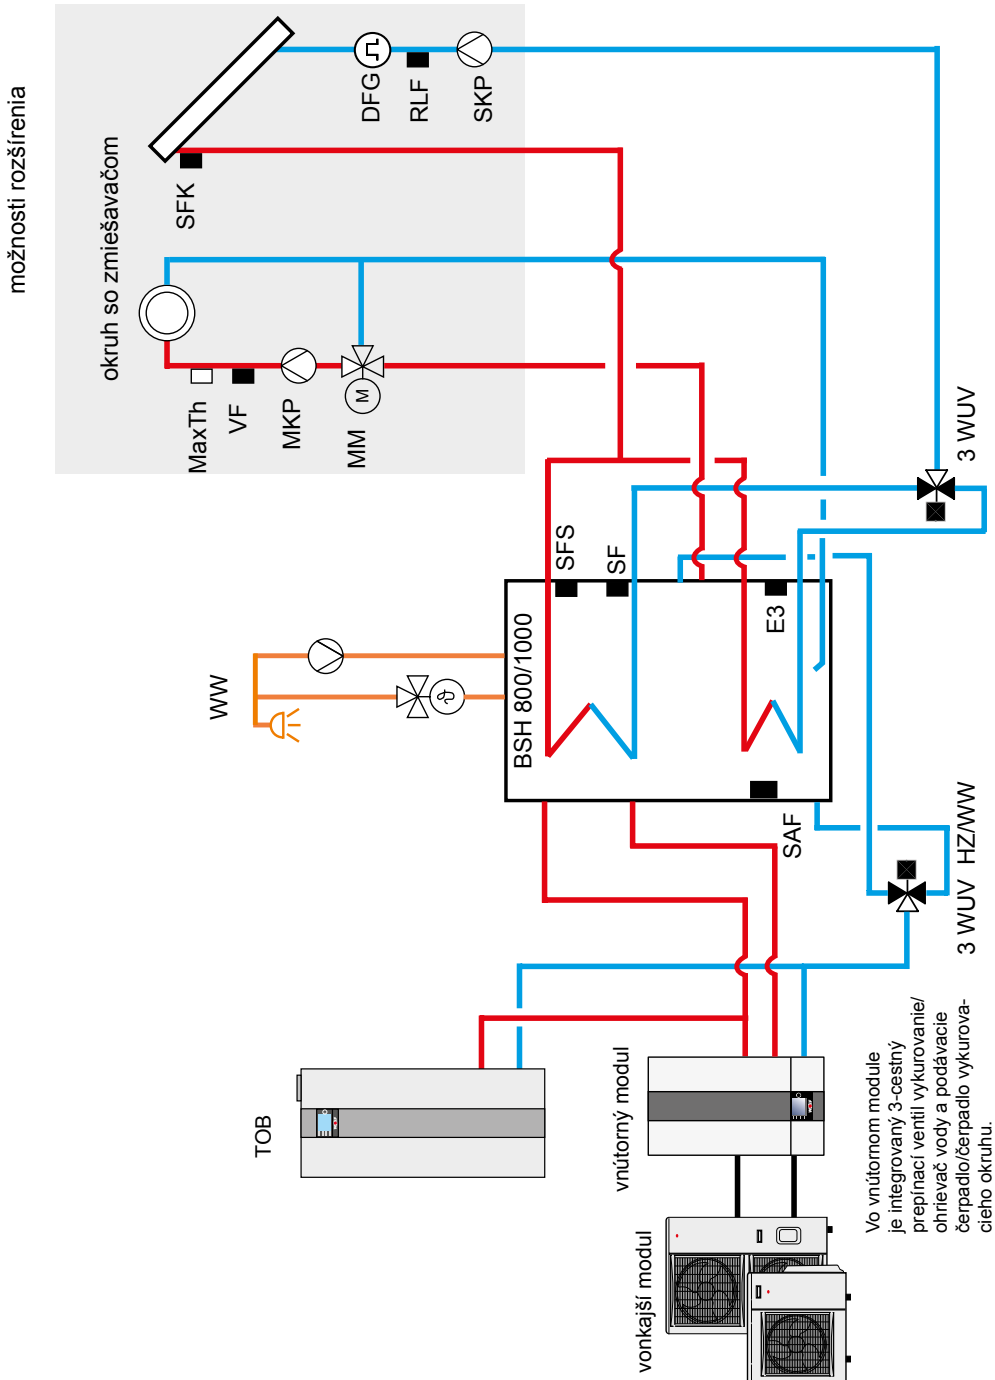 možnosti rozšírenia
okruh so zmiešavačom
SFK
DFG
RLF
SKP
MaxTh
VF
MKP
MM
M
3 WUV
WW
BSH 800/1000
SFS
SF
E3
SAF
3 WUV HZ/WW
TOB
vnútorný modul
vonkajší modul
Vo vnútornom module
je integrovaný 3-cestný
prepínací ventil vykurovanie/
ohrievač vody a podávacie
čerpadlo/čerpadlo vykurova-
cieho okruhu.